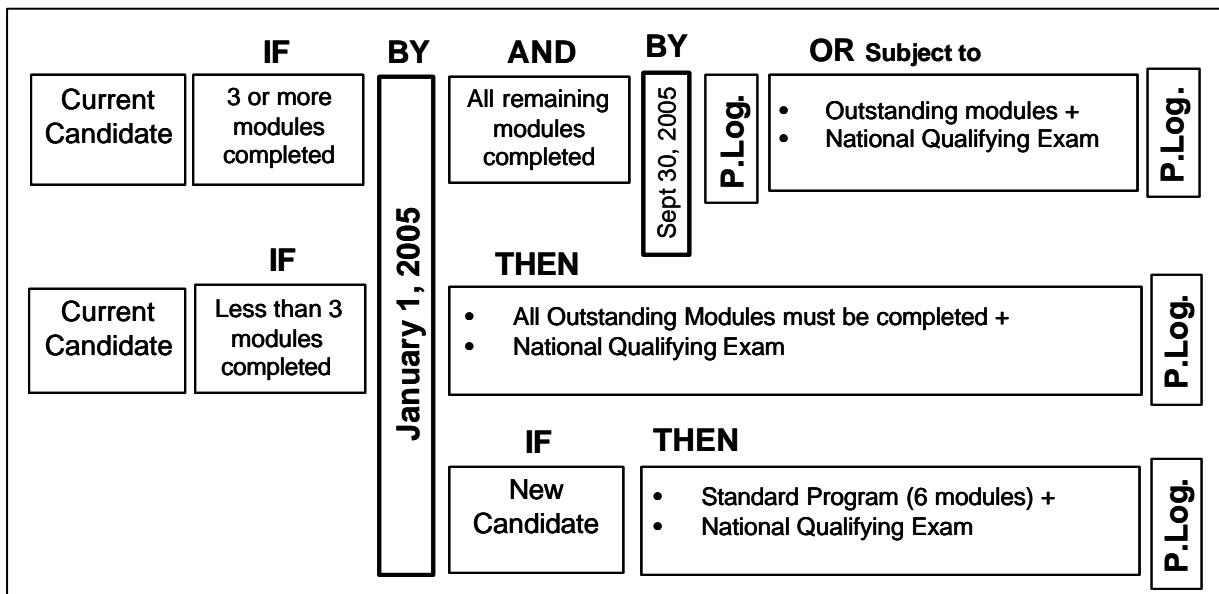 IF
BY
AND
BY
OR Subject to
Current
Candidate
3 or more
modules
completed
January 1, 2005
All remaining
modules
completed
Sept 30, 2005
P.Log.
• Outstanding modules +
• National Qualifying Exam
P.Log.
IF
THEN
Current
Candidate
Less than 3
modules
completed
• All Outstanding Modules must be completed +
• National Qualifying Exam
P.Log.
IF
THEN
New
Candidate
• Standard Program (6 modules) +
• National Qualifying Exam
P.Log.